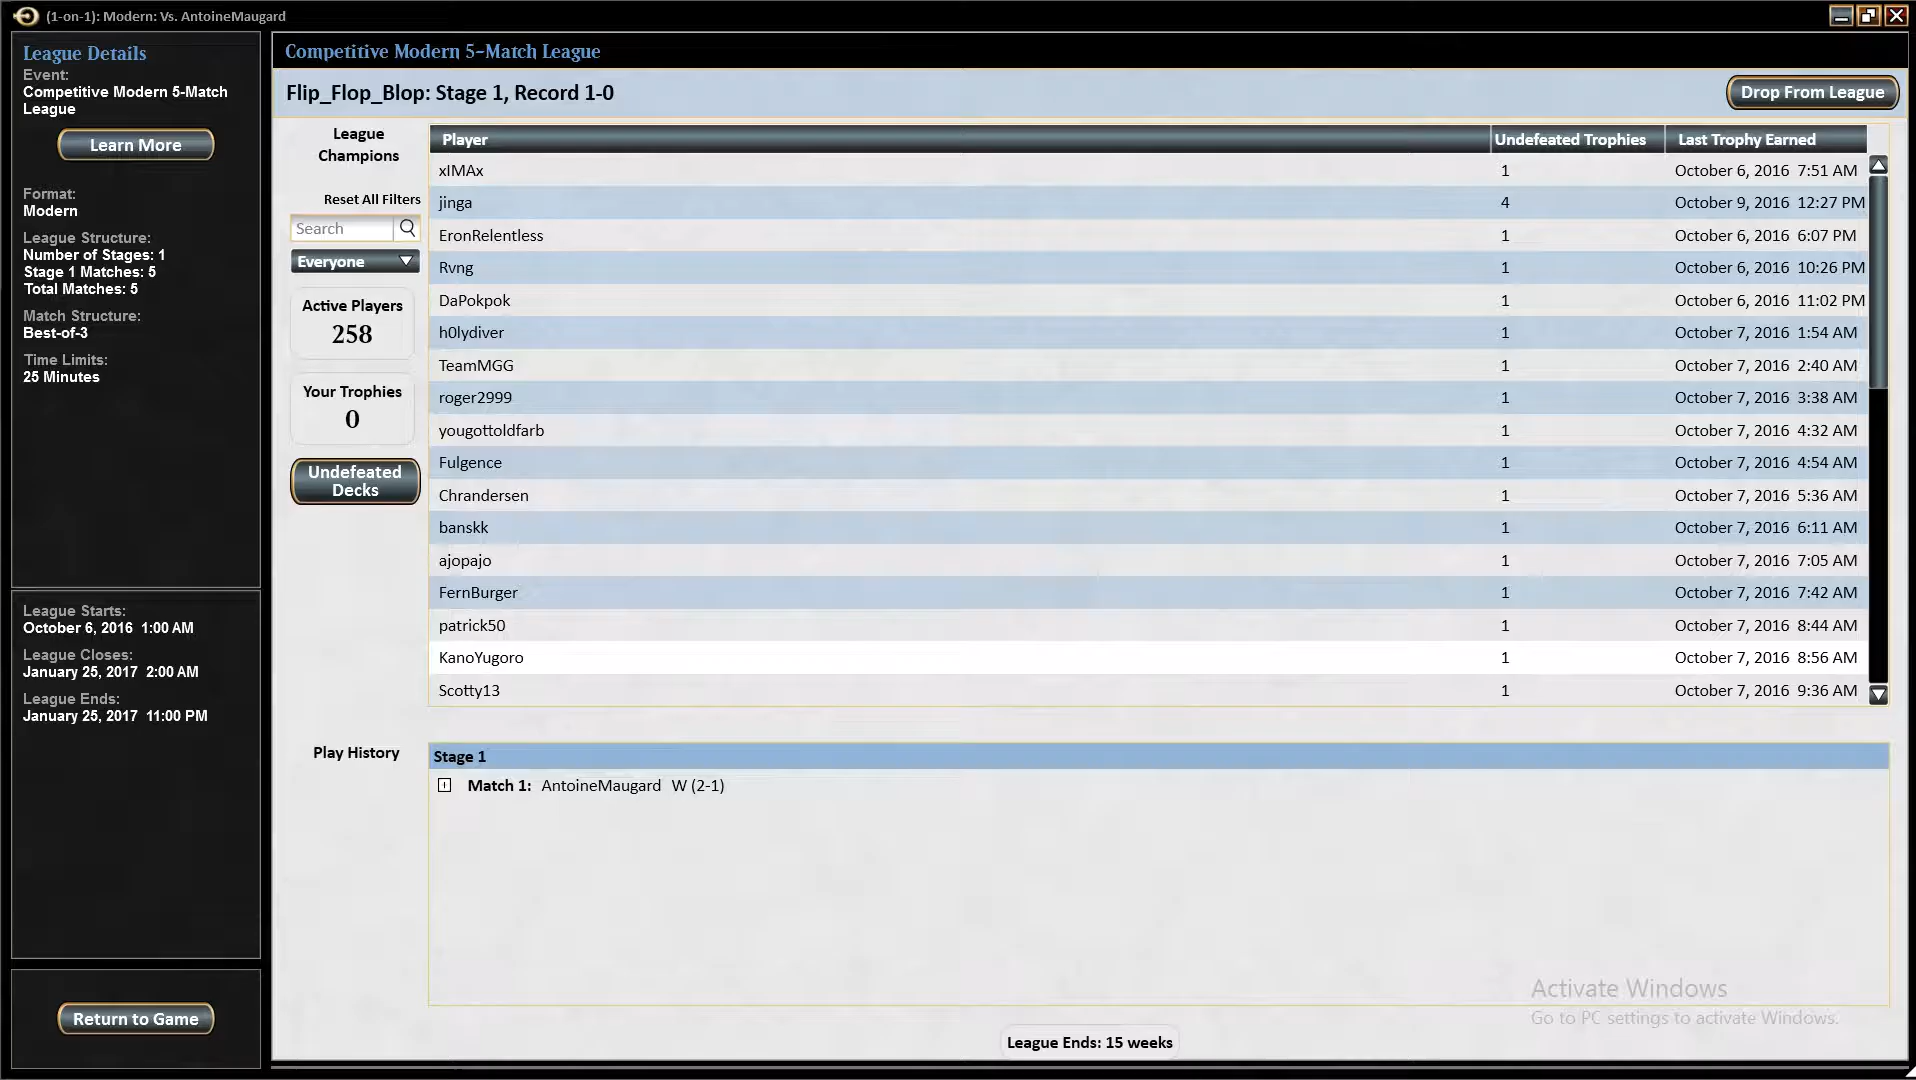 (1-on-1): Modern: Vs. AntoineMaugard
League Details
Event:
Competitive Modern 5-Match
League
Learn More
Format:
Modern
League Structure:
Number of Stages: 1
Stage 1 Matches: 5
Total Matches: 5
Match Structure:
Best-of-3
Time Limits:
25 Minutes
League Starts:
October 6, 2016 1:00 AM
League Closes:
January 25, 2017 2:00 AM
League Ends:
January 25, 2017 11:00 PM
Return to Game
Competitive Modern 5-Match League
Flip_Flop_Blop: Stage 1, Record 1-0
Drop From League
League
Champions
Reset All Filters
Search
Everyone
Active Players
258
Your Trophies
0
Undefeated
Decks
Player Undefeated Trophies Last Trophy Earned
xIMAx 1 October 6, 2016 7:51 AM
jinga 4 October 9, 2016 12:27 PM
EronRelentless 1 October 6, 2016 6:07 PM
Rvng 1 October 6, 2016 10:26 PM
DaPokpok 1 October 6, 2016 11:02 PM
h0lydiver 1 October 7, 2016 1:54 AM
TeamMGG 1 October 7, 2016 2:40 AM
roger2999 1 October 7, 2016 3:38 AM
yougottoldfarb 1 October 7, 2016 4:32 AM
Fulgence 1 October 7, 2016 4:54 AM
Chrandersen 1 October 7, 2016 5:36 AM
banskk 1 October 7, 2016 6:11 AM
ajopajo 1 October 7, 2016 7:05 AM
FernBurger 1 October 7, 2016 7:42 AM
patrick50 1 October 7, 2016 8:44 AM
KanoYugoro 1 October 7, 2016 8:56 AM
Scotty13 1 October 7, 2016 9:36 AM
Play History
Stage 1
Match 1: AntoineMaugard W (2-1)
Activate Windows
Go to PC settings to activate Windows.
League Ends: 15 weeks